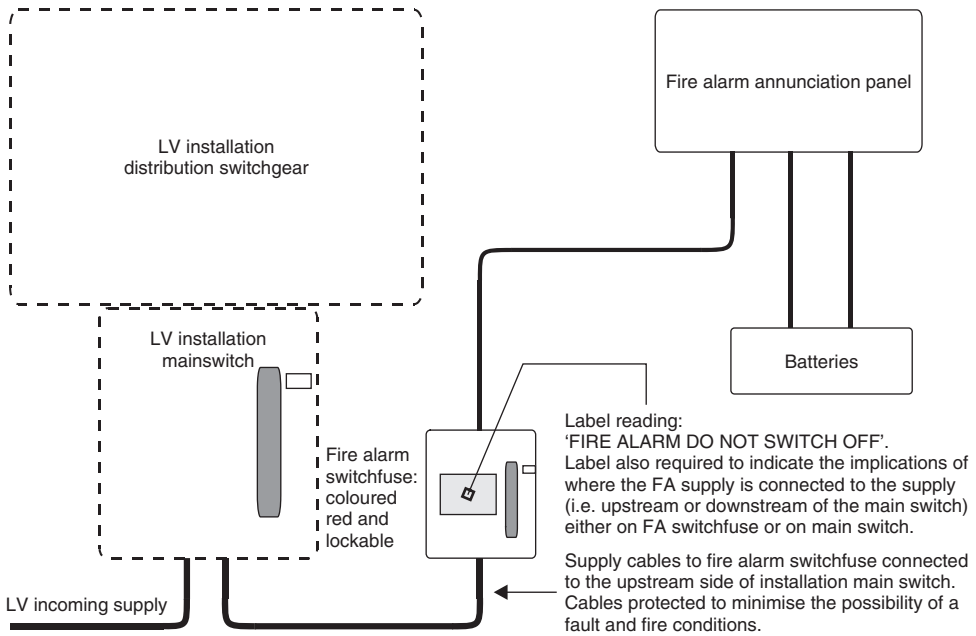 LV installation
distribution switchgear
Fire alarm annunciation panel
LV installation
mainswitch
Batteries
Fire alarm
switchfuse:
coloured
red and
lockable
Label reading:
‘FIRE ALARM DO NOT SWITCH OFF’.
Label also required to indicate the implications of
where the FA supply is connected to the supply
(i.e. upstream or downstream of the main switch)
either on FA switchfuse or on main switch.
Supply cables to fire alarm switchfuse connected
to the upstream side of installation main switch.
Cables protected to minimise the possibility of a
fault and fire conditions.
LV incoming supply